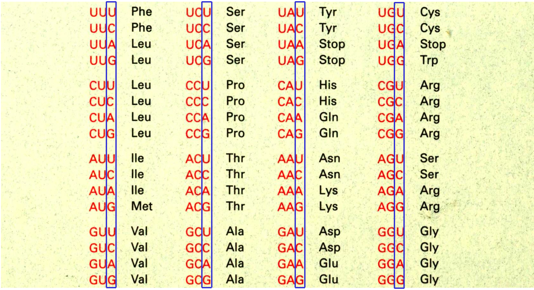 UUU Phe UCU Ser UAU Tyr UGU Cys
UUC Phe UCC Ser UAC Tyr UGC Cys
UUA Leu UCA Ser UAA Stop UGA Stop
UUG Leu UCG Ser UAG Stop UGG Trp
CUU Leu CCU Pro CAU His CGU Arg
CUC Leu CCC Pro CAC His CGC Arg
CUA Leu CCA Pro CAA Gln CGA Arg
CUG Leu CCG Pro CAG Gln CGG Arg
AUU Ile ACU Thr AAU Asn AGU Ser
AUC Ile ACC Thr AAC Asn AGC Ser
AUA Ile ACA Thr AAA Lys AGA Arg
AUG Met ACG Thr AAG Lys AGG Arg
GUU Val GCU Ala GAU Asp GGU Gly
GUC Val GCC Ala GAC Asp GGC Gly
GUA Val GCA Ala GAA Glu GGA Gly
GUG Val GCG Ala GAG Glu GGG Gly